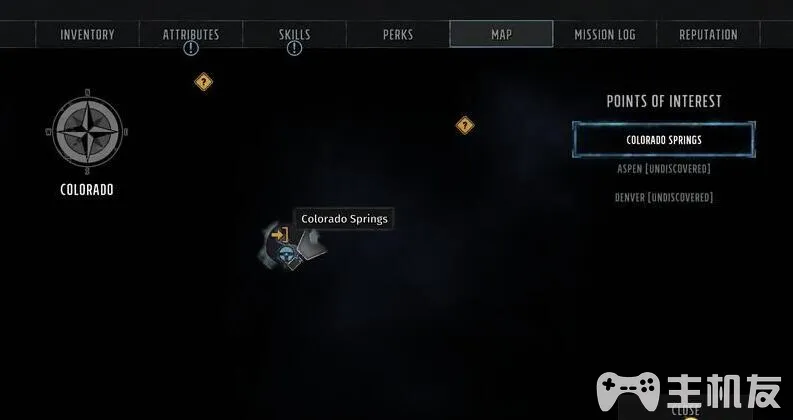 INVENTORY
ATTRIBUTES
SKILLS
PERKS
MAP
MISSION LOG
REPUTATION
!
!
?
?
N
COLORADO
POINTS OF INTEREST
COLORADO SPRINGS
ASPEN [UNDISCOVERED]
DENVER [UNDISCOVERED]
Colorado Springs
主机友
CLOSE